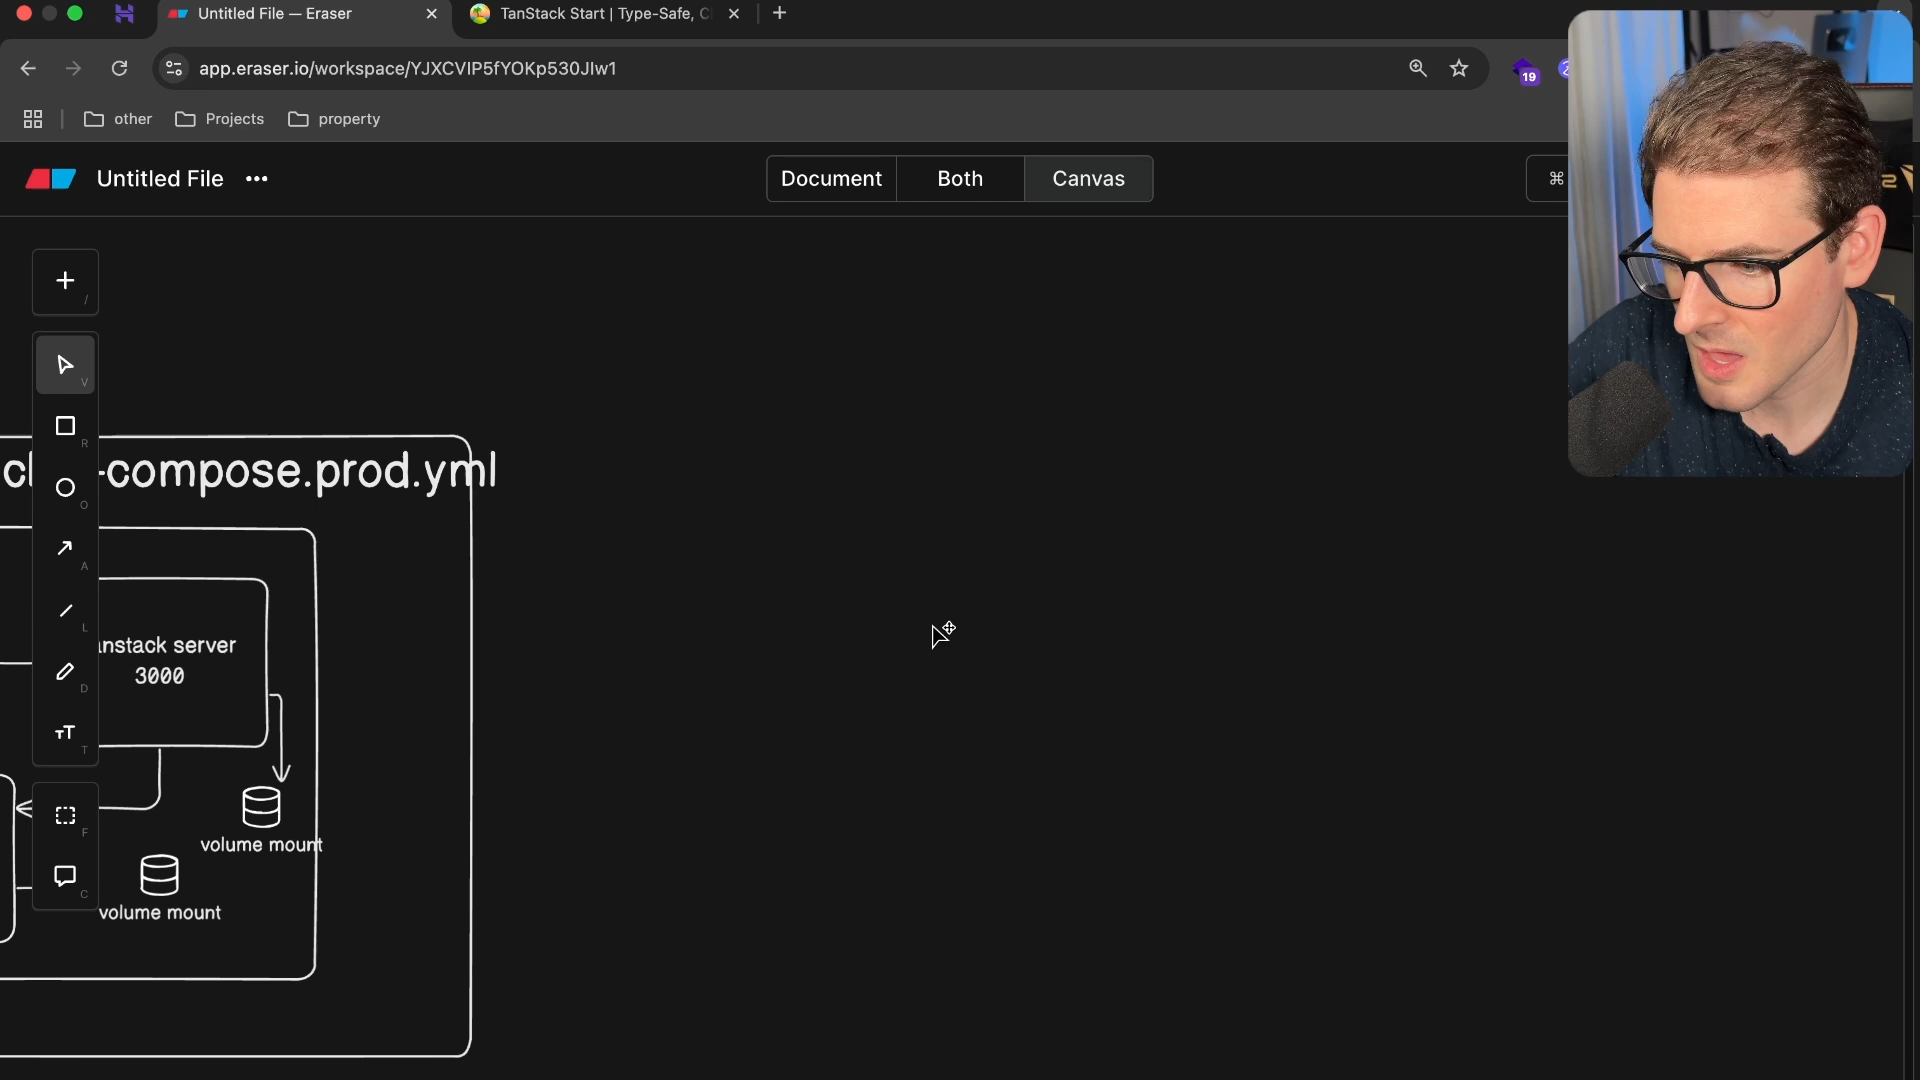 Untitled File — Eraser
TanStack Start | Type-Safe, C
app.eraser.io/workspace/YJXCVIP5fYOKp530JIw1
19
other
Projects
property
Untitled File
Document
Both
Canvas
⌘
/
V
R
O
A
L
D
T
F
C
-compose.prod.yml
server
3000
volume mount
volume mount